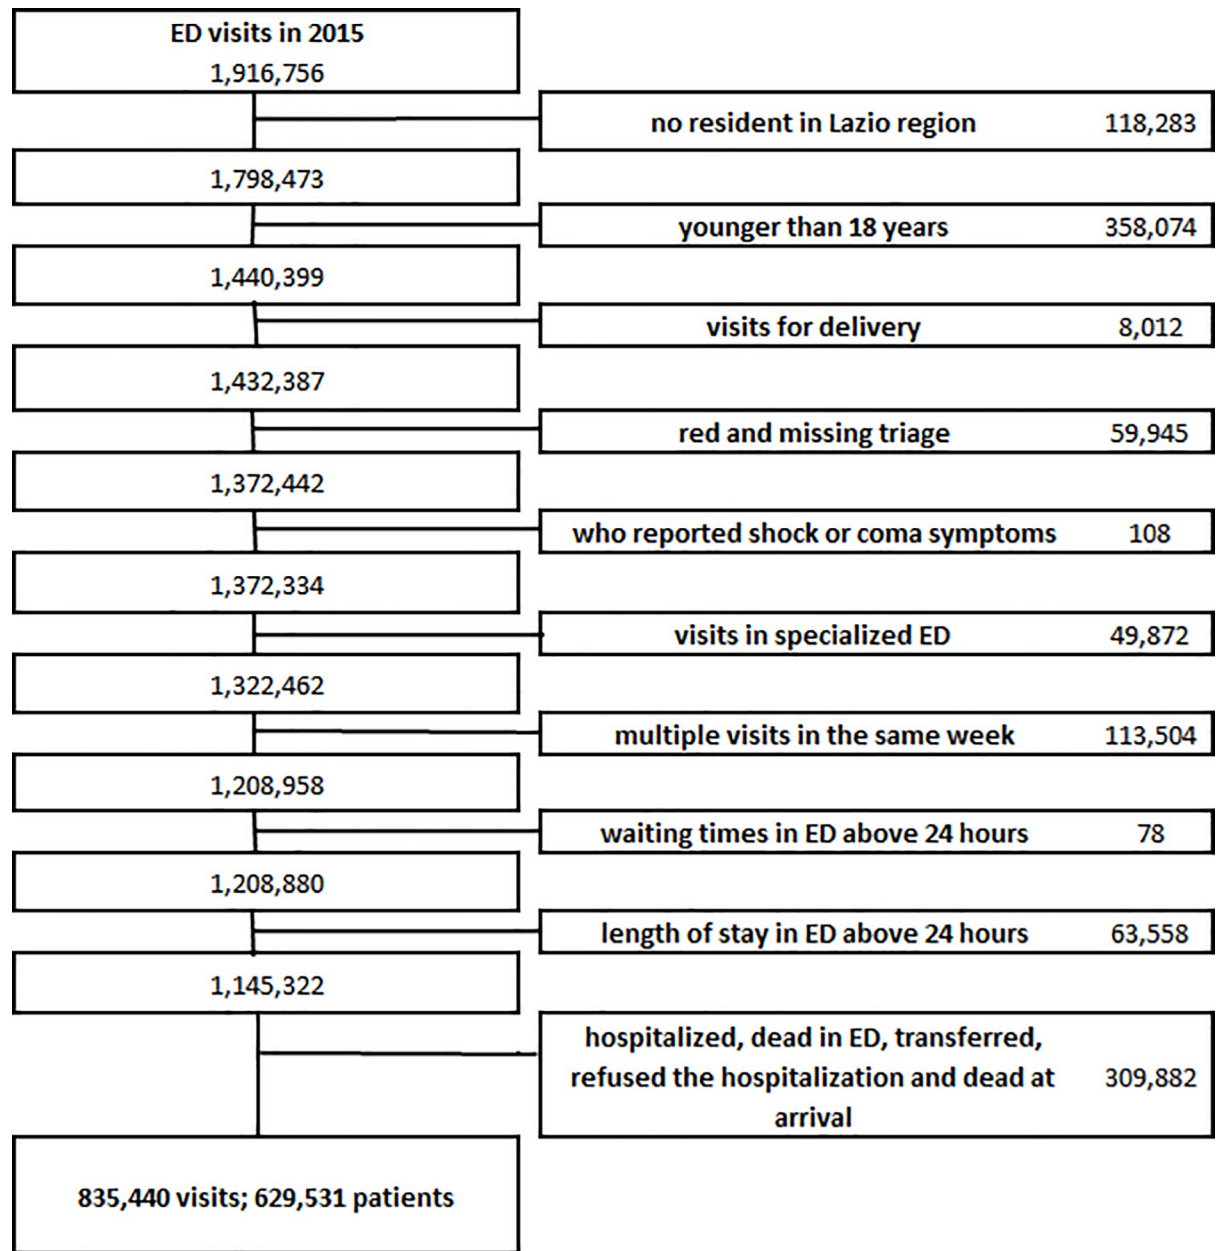 ED visits in 2015
1,916,756
no resident in Lazio region 118,283
1,798,473
younger than 18 years 358,074
1,440,399
visits for delivery 8,012
1,432,387
red and missing triage 59,945
1,372,442
who reported shock or coma symptoms 108
1,372,334
visits in specialized ED 49,872
1,322,462
multiple visits in the same week 113,504
1,208,958
waiting times in ED above 24 hours 78
1,208,880
length of stay in ED above 24 hours 63,558
1,145,322
hospitalized, dead in ED, transferred,
refused the hospitalization and dead at 309,882
arrival
835,440 visits; 629,531 patients